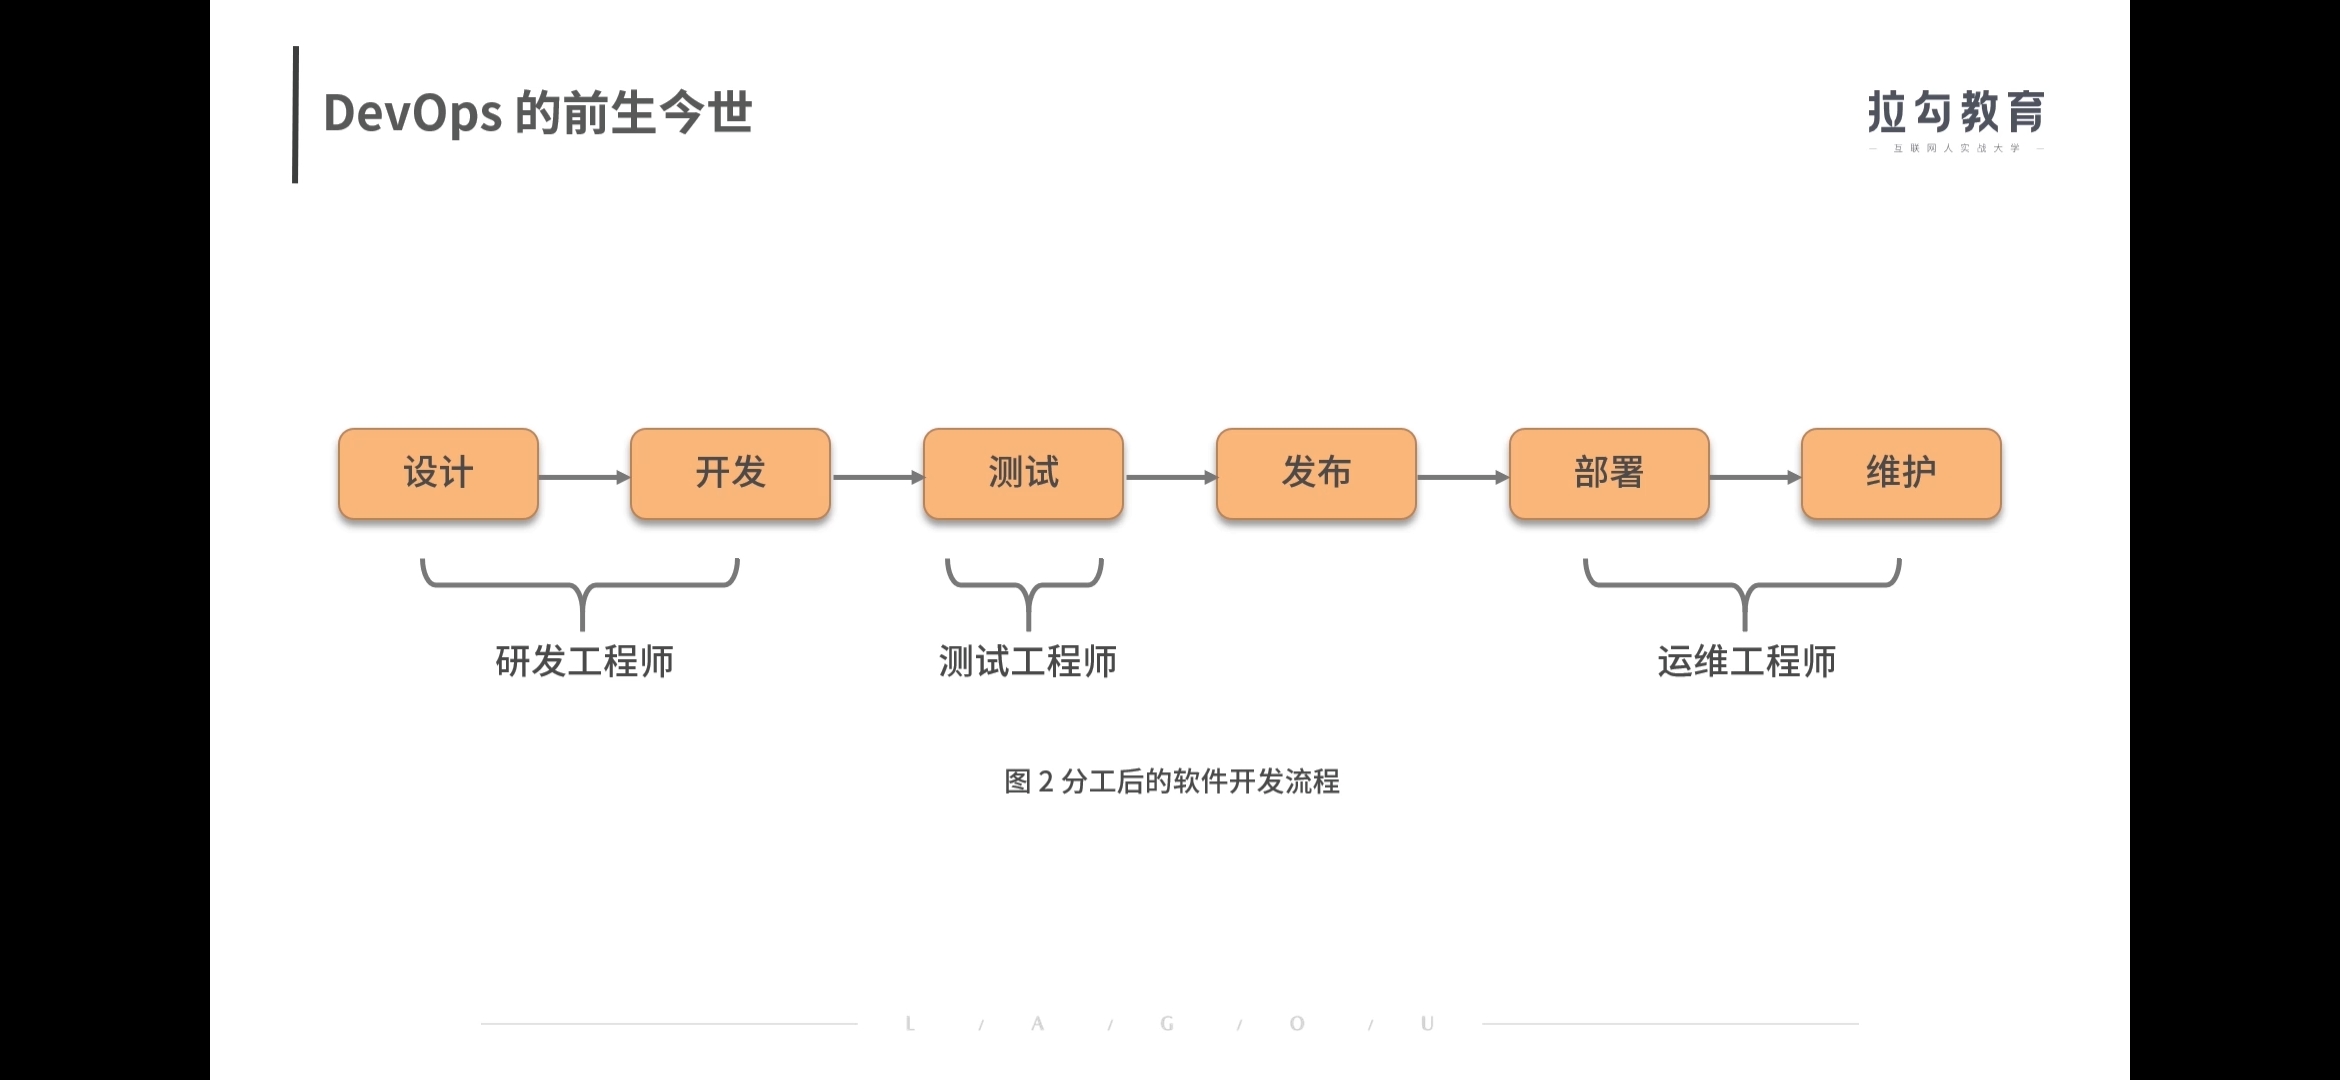 DevOps 的前生今世
拉勾教育
— 互联网人实战大学 —
设计
开发
测试
发布
部署
维护
研发工程师
测试工程师
运维工程师
图 2 分工后的软件开发流程
L / A / G / O / U